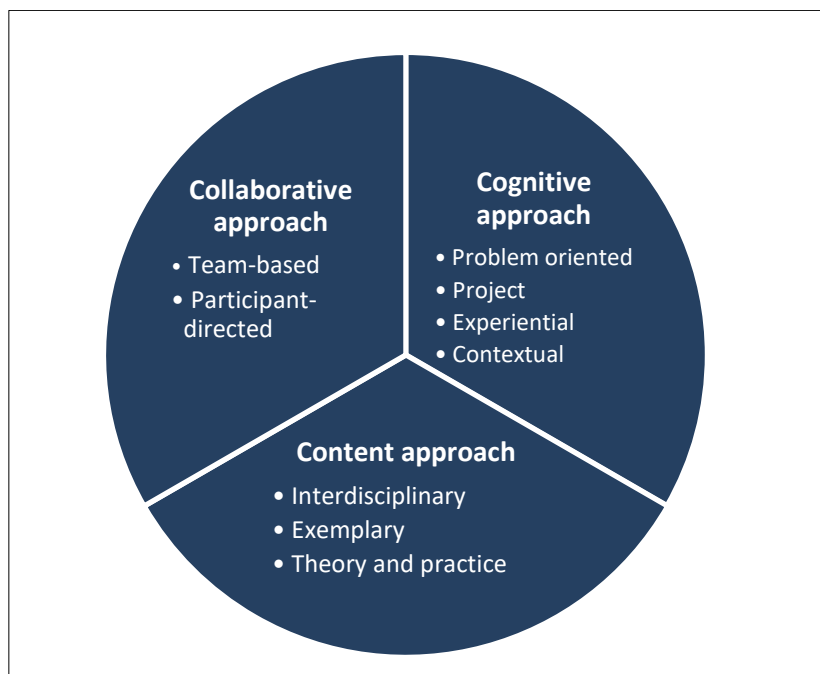 Collaborative
approach
• Team-based
• Participant-
directed
Cognitive
approach
• Problem oriented
• Project
• Experiential
• Contextual
Content approach
• Interdisciplinary
• Exemplary
• Theory and practice